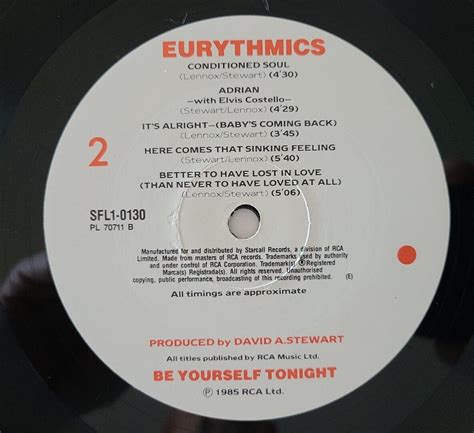 EURYTHMICS
CONDITIONED SOUL
(Lennox/Stewart) (4'30)
ADRIAN
—with Elvis Costello—
(Stewart/Lennox) (4'29)
IT'S ALRIGHT—(BABY'S COMING BACK)
(Lennox/Stewart) (3'45)
2
HERE COMES THAT SINKING FEELING
(Stewart/Lennox) (5'40)
BETTER TO HAVE LOST IN LOVE
(THAN NEVER TO HAVE LOVED AT ALL)
(Lennox/Stewart) (5'06)
SFL1-0130
PL 70711 B
Manufactured for and distributed by Starcall Records, a division of RCA
Limited. Made from masters of RCA records. Trademarks used by authority
and under control of RCA Corporation. Trademark(s) ®Registered
Marca(s) Registrada(s). All rights reserved. Unauthorised
copying, public performance, broadcasting of this recording prohibited.
(E)
All timings are approximate
PRODUCED by DAVID A.STEWART
All titles published by RCA Music Ltd.
BE YOURSELF TONIGHT
℗ 1985 RCA Ltd.